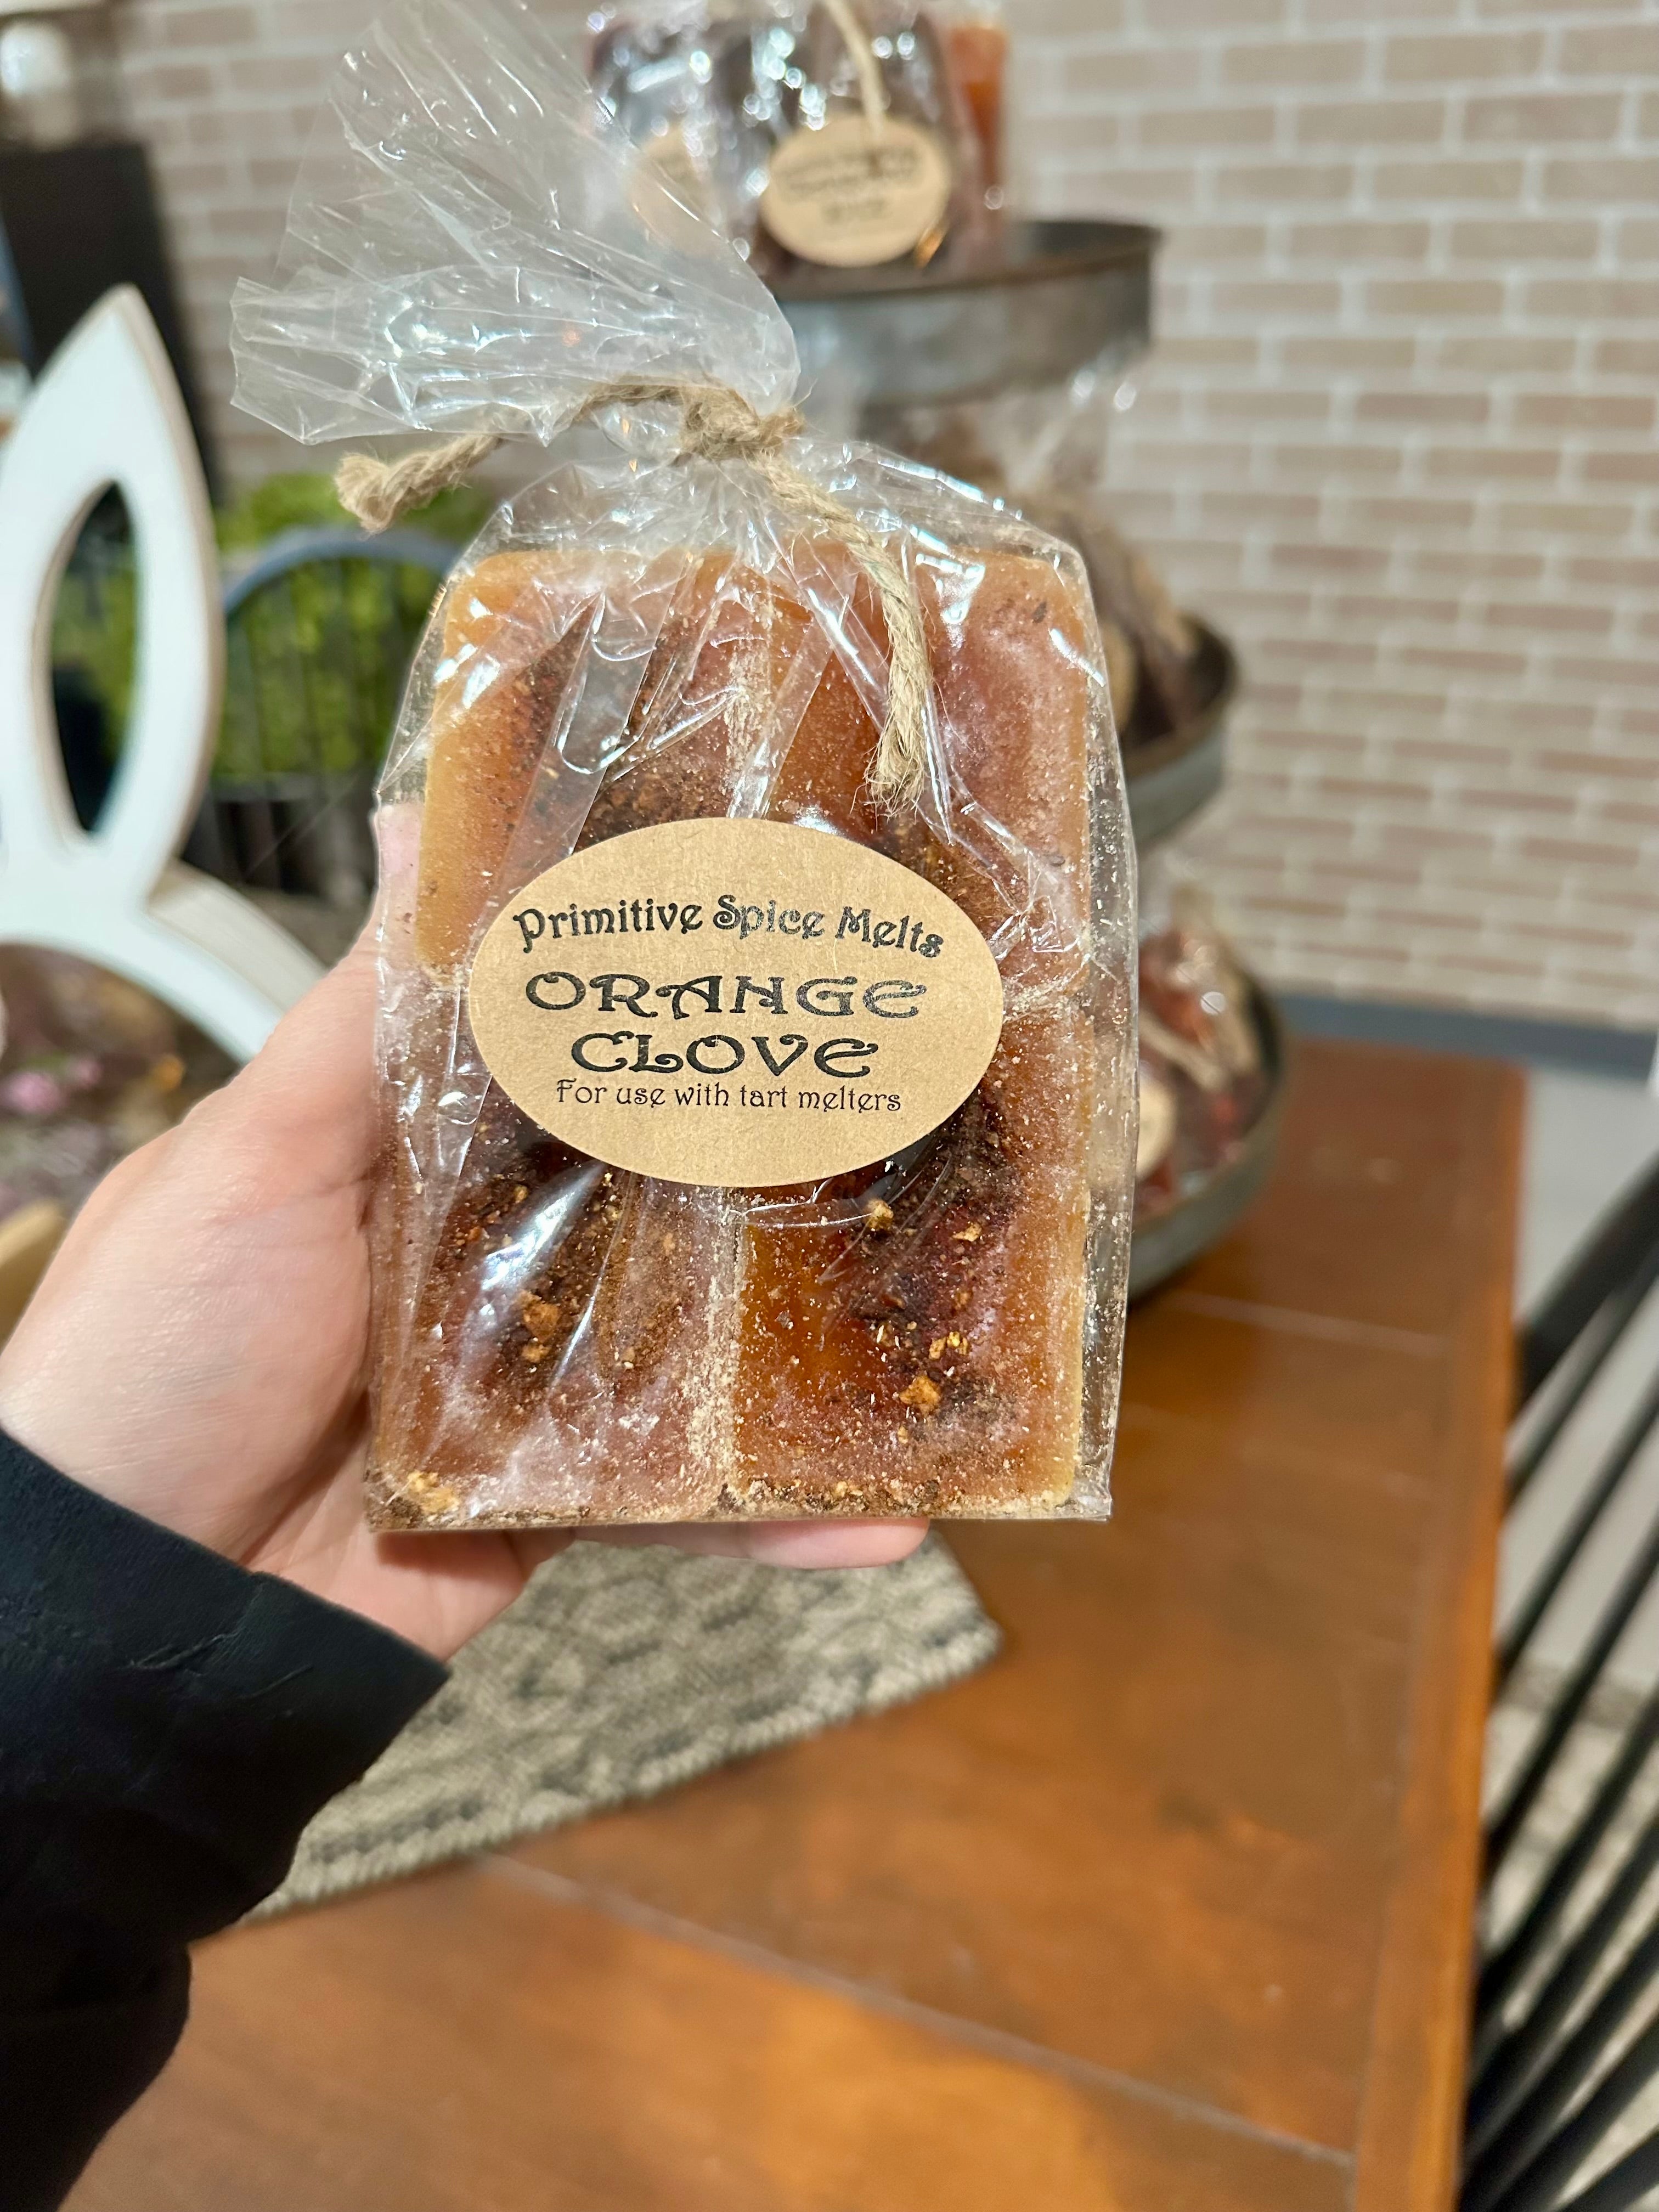 Primitive Spice Melts
ORANGE
CLOVE
For use with tart melters